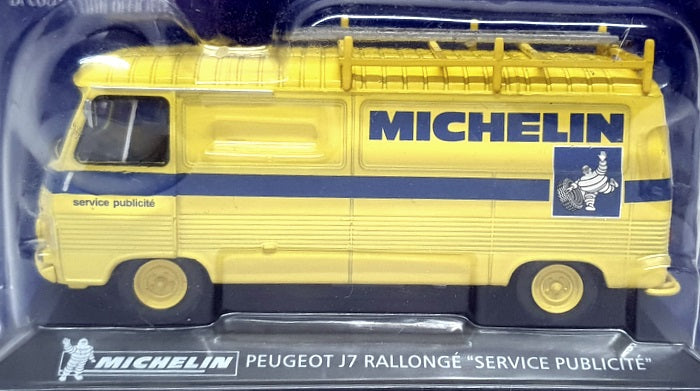 MICHELIN
service publicité
MICHELIN PEUGEOT J7 RALLONGÉ "SERVICE PUBLICITÉ"